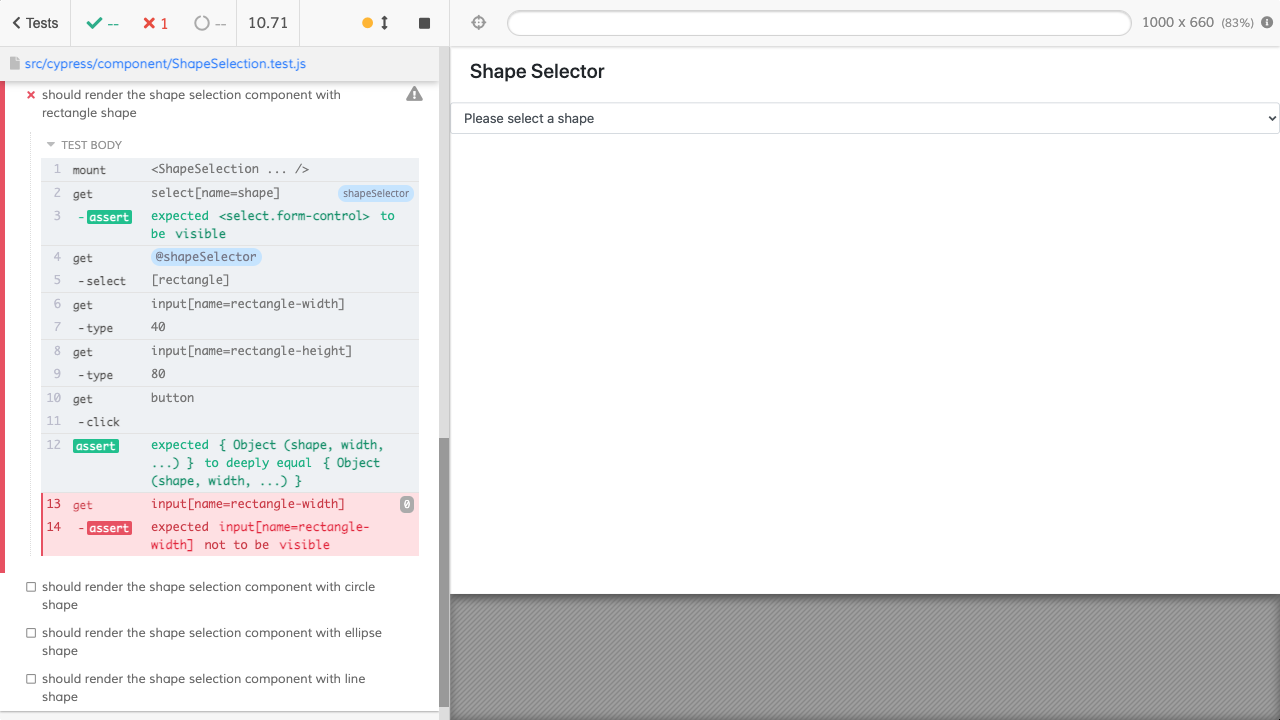 Tests
--
1
--
10.71
1000 x 660 (83%)
src/cypress/component/ShapeSelection.test.js
should render the shape selection component with
rectangle shape
TEST BODY
1 mount <ShapeSelection ... />
2 get select[name=shape] shapeSelector
3 -assert expected <select.form-control> to
be visible
4 get @shapeSelector
5 -select [rectangle]
6 get input[name=rectangle-width]
7 -type 40
8 get input[name=rectangle-height]
9 -type 80
10 get button
11 -click
12 assert expected { Object (shape, width,
...) } to deeply equal { Object
(shape, width, ...) }
13 get input[name=rectangle-width] 0
14 -assert expected input[name=rectangle-
width] not to be visible
should render the shape selection component with circle
shape
should render the shape selection component with ellipse
shape
should render the shape selection component with line
shape
Shape Selector
Please select a shape